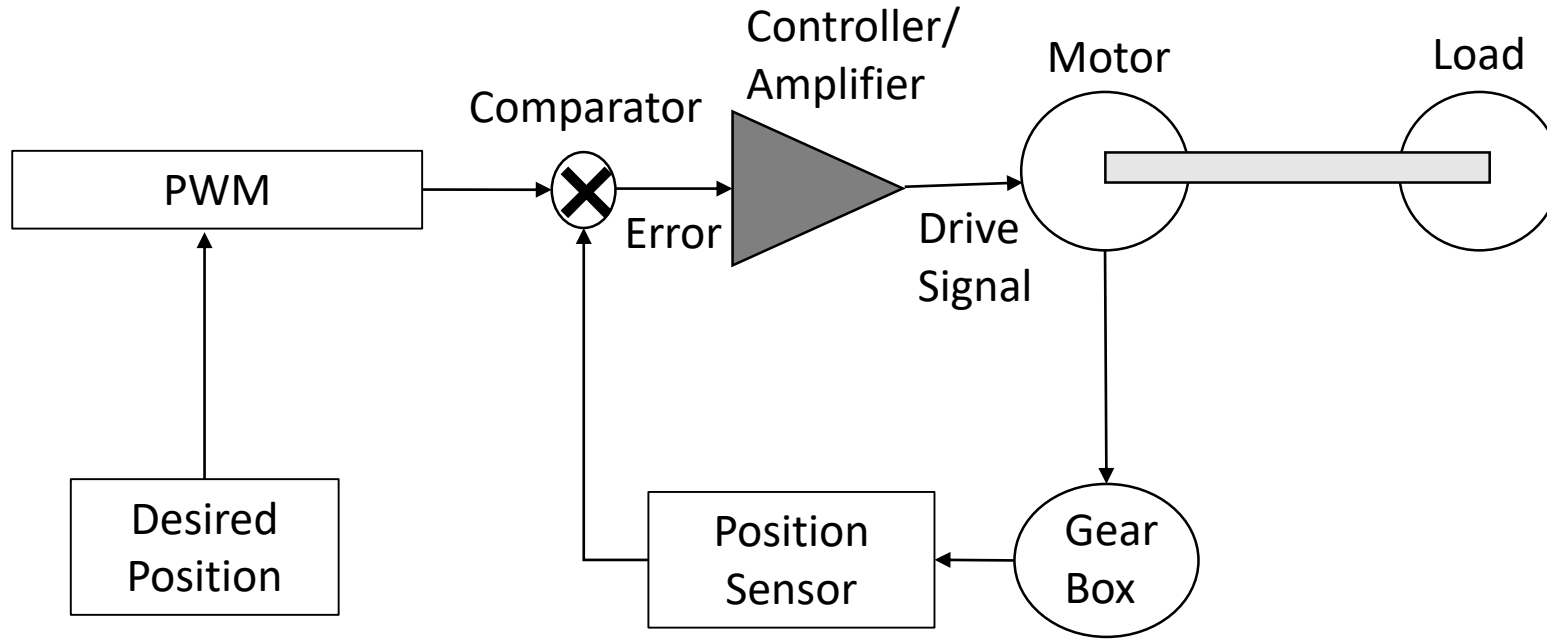 Controller/
Amplifier
Motor
Load
Comparator
PWM
Error
Drive
Signal
Desired
Position
Position
Sensor
Gear
Box